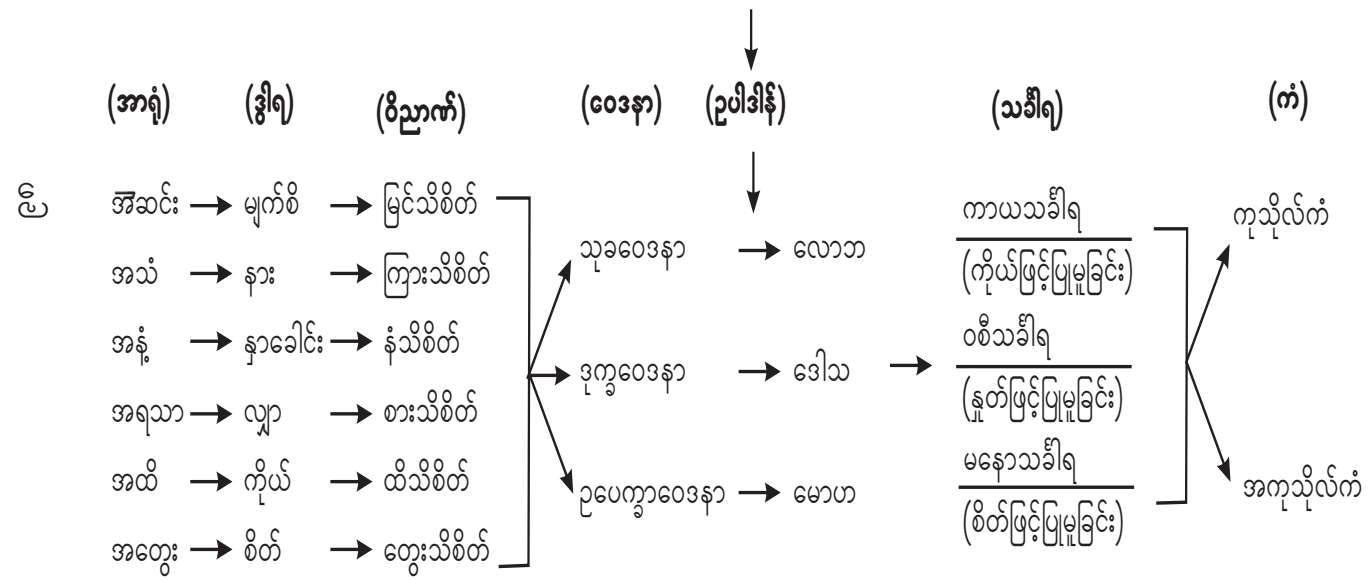 (အာရုံ) (ဒွါရ) (ဝိညာဏ်) (ဝေဒနာ) (ဥပါဒါန်) (သင်္ခါရ) (ကံ)
အဆင်း မျက်စိ မြင်သိစိတ်
အသံ နား ကြားသိစိတ်
အနံ့ နှာခေါင်း နံသိစိတ်
အရသာ လျှာ စားသိစိတ်
အထိ ကိုယ် ထိသိစိတ်
အတွေး စိတ် တွေးသိစိတ်
သုခဝေဒနာ လောဘ
ဒုက္ခဝေဒနာ ဒေါသ
ဥပေက္ခာဝေဒနာ မောဟ
ကာယသင်္ခါရ
(ကိုယ်ဖြင့်ပြုမူခြင်း)
ဝစီသင်္ခါရ
(နှုတ်ဖြင့်ပြုမူခြင်း)
မနောသင်္ခါရ
(စိတ်ဖြင့်ပြုမူခြင်း)
ကုသိုလ်ကံ
အကုသိုလ်ကံ